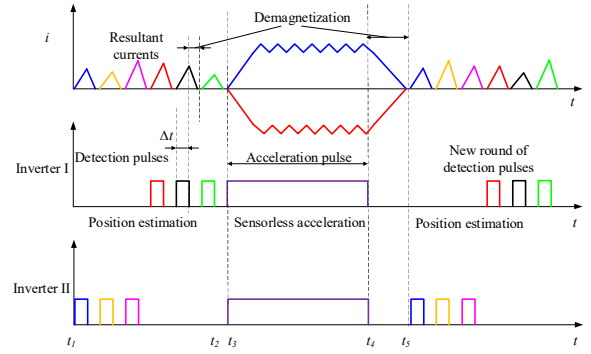 Demagnetization
Resultant
currents
i
t
Δt
Detection pulses
Acceleration pulse
New round of
detection pulses
Inverter I
Position estimation
Sensorless acceleration
Position estimation
t
Inverter II
t1
t2
t3
t4
t5
t